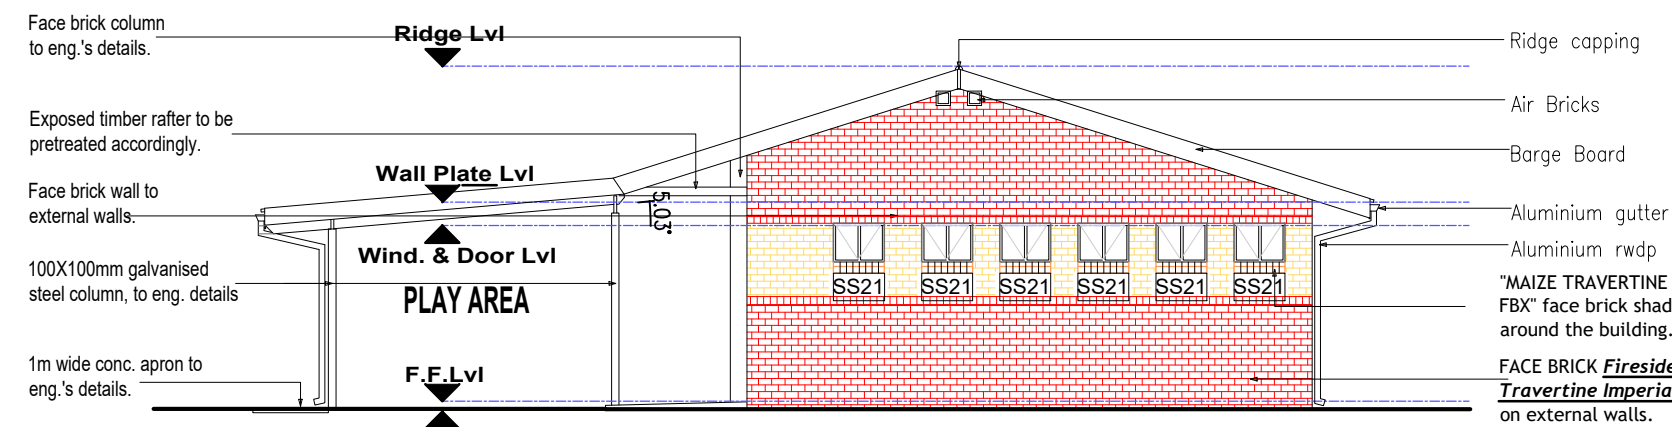 Face brick column
to eng.'s details.
Ridge Lvl
Ridge capping
Air Bricks
Exposed timber rafter to be
pretreated accordingly.
Barge Board
Wall Plate Lvl
Face brick wall to
external walls.
5.03°
Aluminium gutter
Wind. & Door Lvl
Aluminium rwdp
100X100mm galvanised
steel column, to eng. details
PLAY AREA
SS21 SS21 SS21 SS21 SS21 SS21
"MAIZE TRAVERTINE
FBX" face brick shad
around the building.
1m wide conc. apron to
eng.'s details.
F.F.Lvl
FACE BRICK Fireside
Travertine Imperia
on external walls.